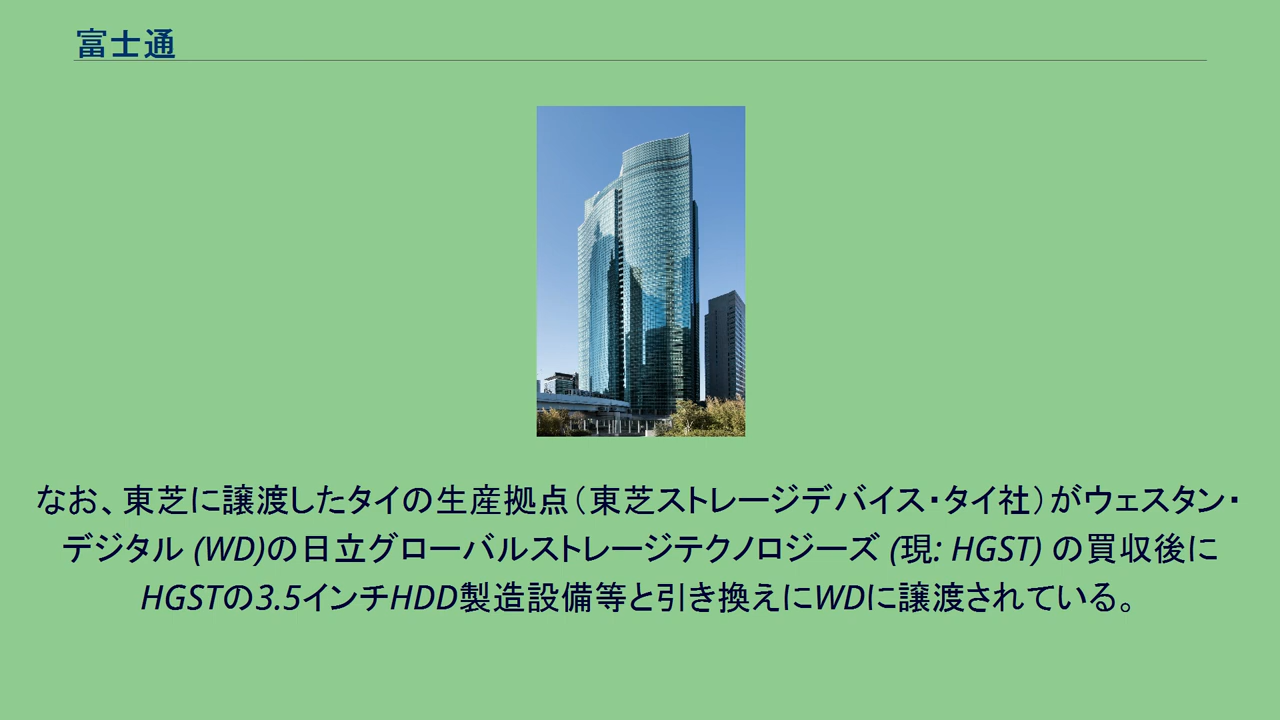 富士通
なお、東芝に譲渡したタイの生産拠点（東芝ストレージデバイス・タイ社）がウェスタン・
デジタル (WD)の日立グローバルストレージテクノロジーズ (現: HGST) の買収後に
HGSTの3.5インチHDD製造設備等と引き換えにWDに譲渡されている。